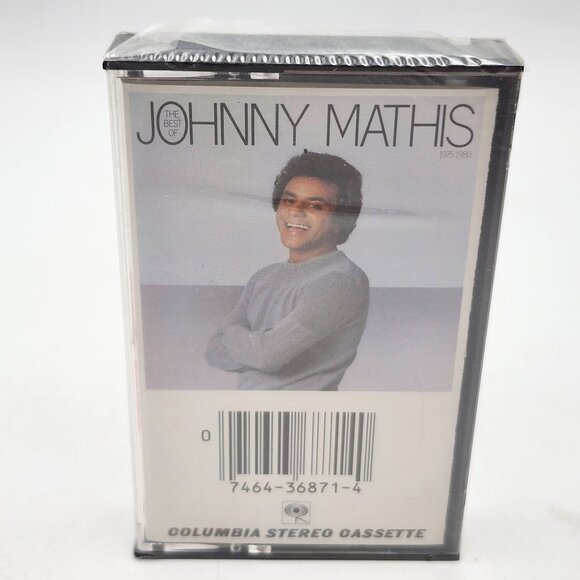 THE
BEST
OF
JOHNNY MATHIS
1975-1980
0
7464-36871-4
COLUMBIA STEREO CASSETTE